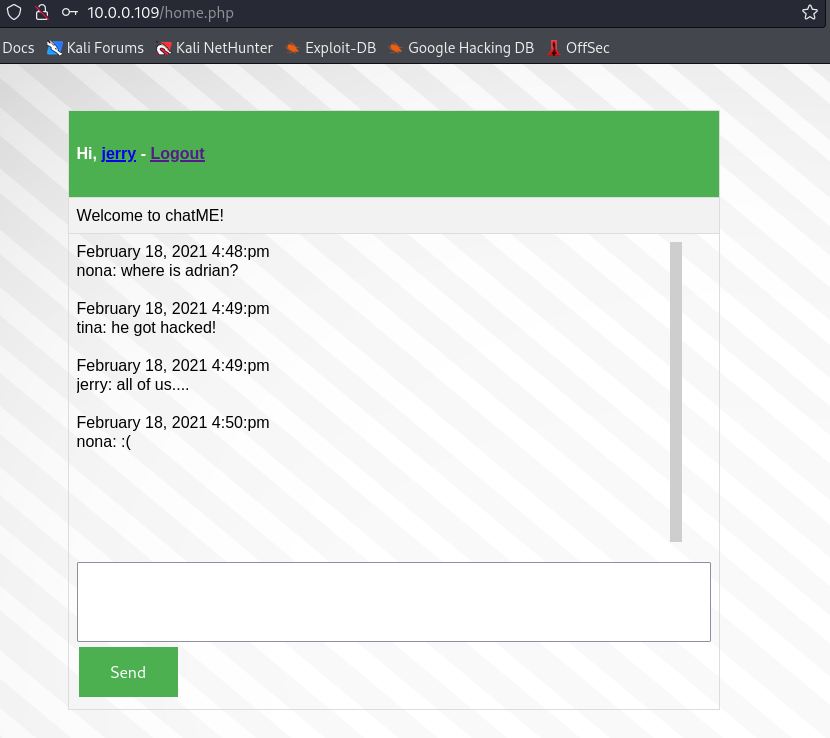 10.0.0.109/home.php
Docs Kali Forums Kali NetHunter Exploit-DB Google Hacking DB OffSec
Hi, jerry - Logout
Welcome to chatME!
February 18, 2021 4:48:pm
nona: where is adrian?
February 18, 2021 4:49:pm
tina: he got hacked!
February 18, 2021 4:49:pm
jerry: all of us....
February 18, 2021 4:50:pm
nona: :(
Send